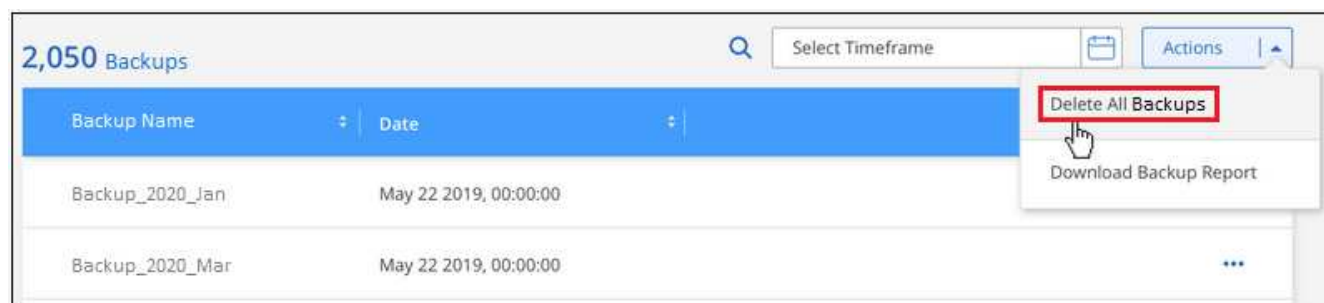 2,050 Backups
Select Timeframe
Actions
Delete All Backups
Download Backup Report
Backup Name
Date
Backup_2020_Jan
May 22 2019, 00:00:00
Backup_2020_Mar
May 22 2019, 00:00:00